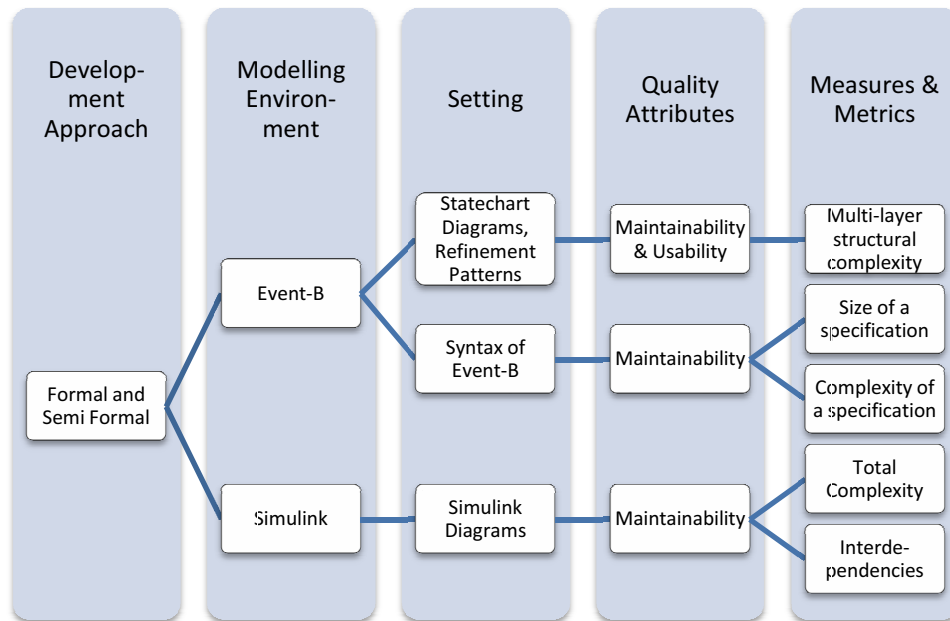 Develop-
ment
Approach
Modelling
Environ-
ment
Setting
Quality
Attributes
Measures &
Metrics
Formal and
Semi Formal
Event-B
Simulink
Statechart
Diagrams,
Refinement
Patterns
Syntax of
Event-B
Simulink
Diagrams
Maintainability
& Usability
Maintainability
Maintainability
Multi-layer
structural
complexity
Size of a
specification
Complexity of
a specification
Total
Complexity
Interde-
pendencies